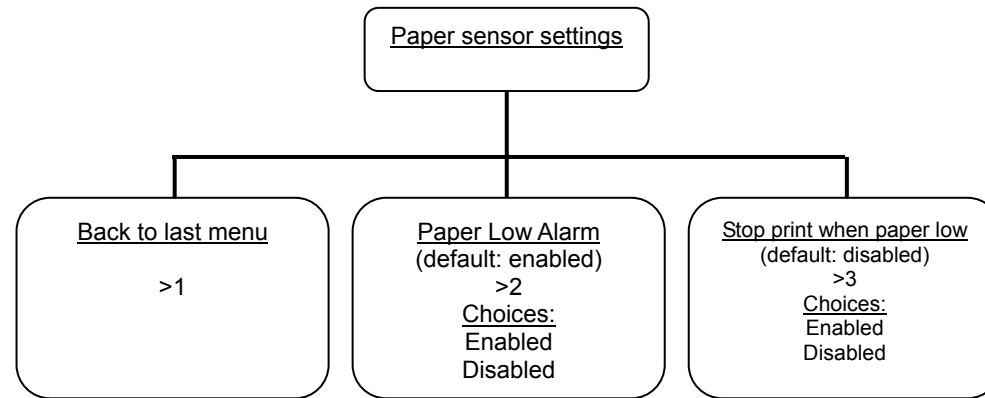 Paper sensor settings
Back to last menu
>1
Paper Low Alarm
(default: enabled)
>2
Choices:
Enabled
Disabled
Stop print when paper low
(default: disabled)
>3
Choices:
Enabled
Disabled